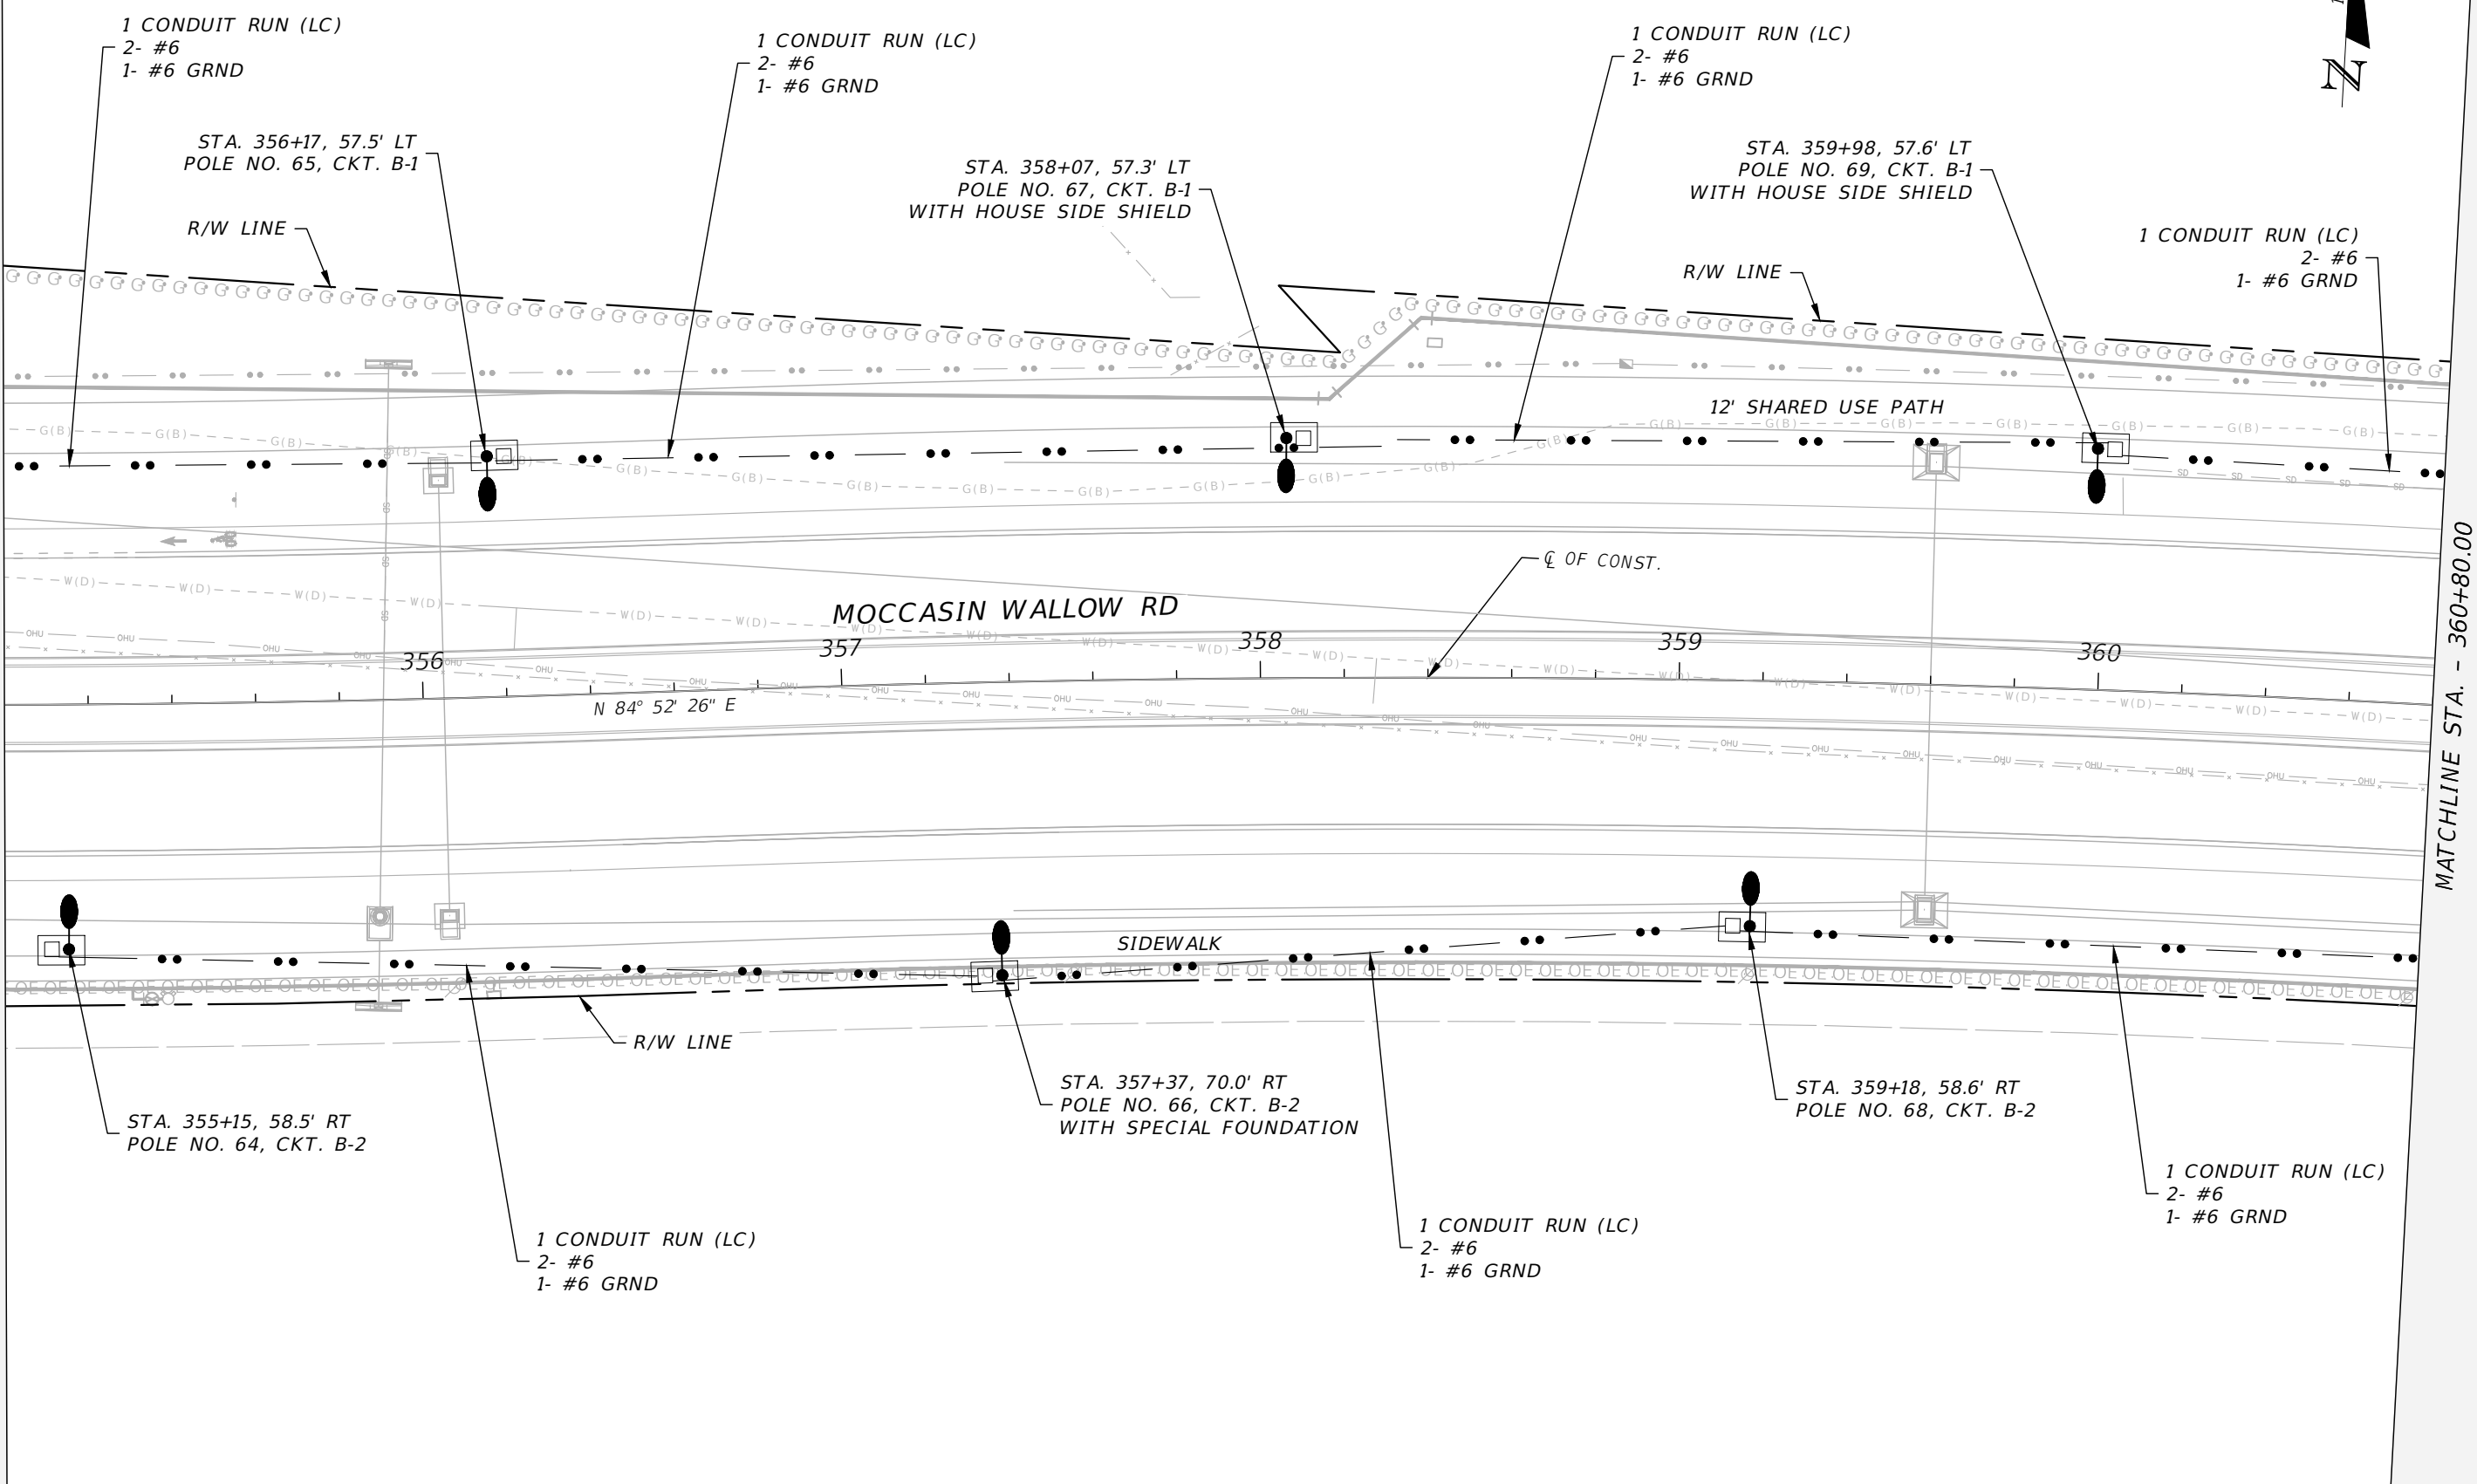 1 CONDUIT RUN (LC)
2- #6
1- #6 GRND
1 CONDUIT RUN (LC)
2- #6
1- #6 GRND
1 CONDUIT RUN (LC)
2- #6
1- #6 GRND
N
STA. 356+17, 57.5' LT
POLE NO. 65, CKT. B-1
STA. 358+07, 57.3' LT
POLE NO. 67, CKT. B-1
WITH HOUSE SIDE SHIELD
STA. 359+98, 57.6' LT
POLE NO. 69, CKT. B-1
WITH HOUSE SIDE SHIELD
R/W LINE
R/W LINE
1 CONDUIT RUN (LC)
2- #6
1- #6 GRND
12' SHARED USE PATH
℄ OF CONST.
MOCCASIN WALLOW RD
356
357
358
359
360
N 84° 52' 26" E
MATCHLINE STA. - 360+80.00
SIDEWALK
R/W LINE
STA. 355+15, 58.5' RT
POLE NO. 64, CKT. B-2
STA. 357+37, 70.0' RT
POLE NO. 66, CKT. B-2
WITH SPECIAL FOUNDATION
STA. 359+18, 58.6' RT
POLE NO. 68, CKT. B-2
1 CONDUIT RUN (LC)
2- #6
1- #6 GRND
1 CONDUIT RUN (LC)
2- #6
1- #6 GRND
1 CONDUIT RUN (LC)
2- #6
1- #6 GRND